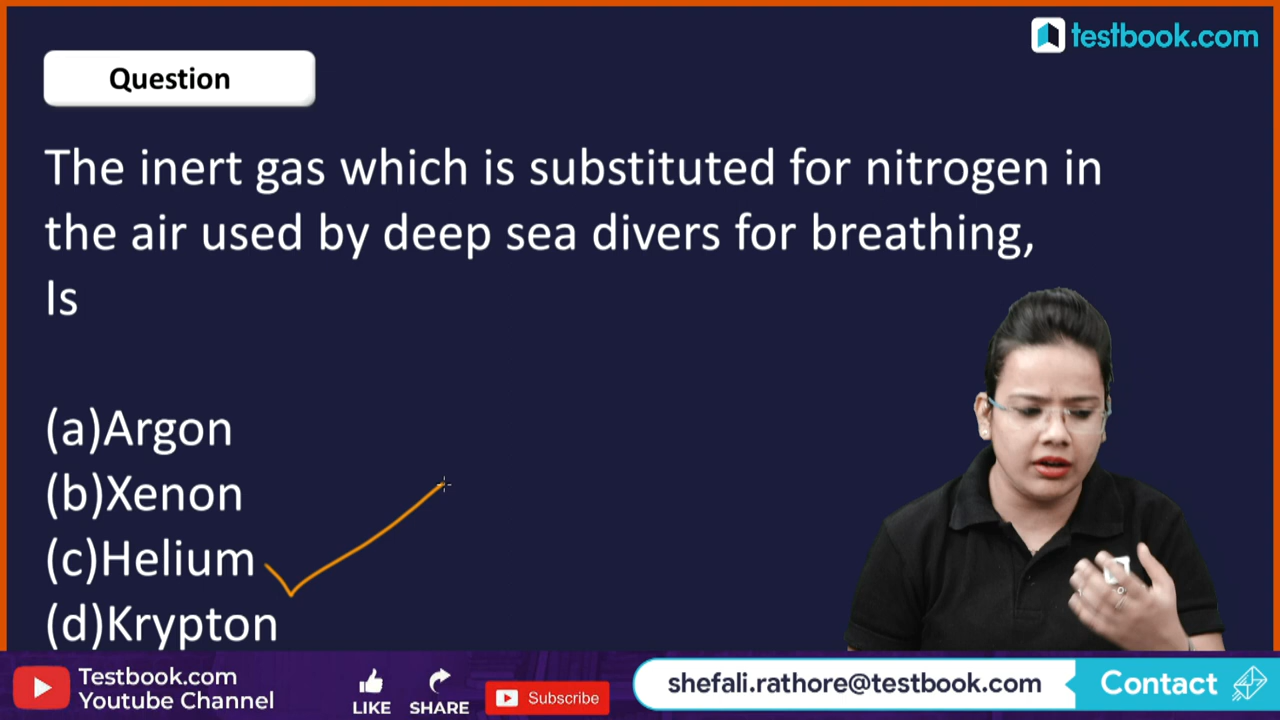 testbook.com
Question
The inert gas which is substituted for nitrogen in
the air used by deep sea divers for breathing,
Is
(a)Argon
(b)Xenon
(c)Helium
(d)Krypton
Testbook.com
Youtube Channel
LIKE
SHARE
Subscribe
shefali.rathore@testbook.com
Contact